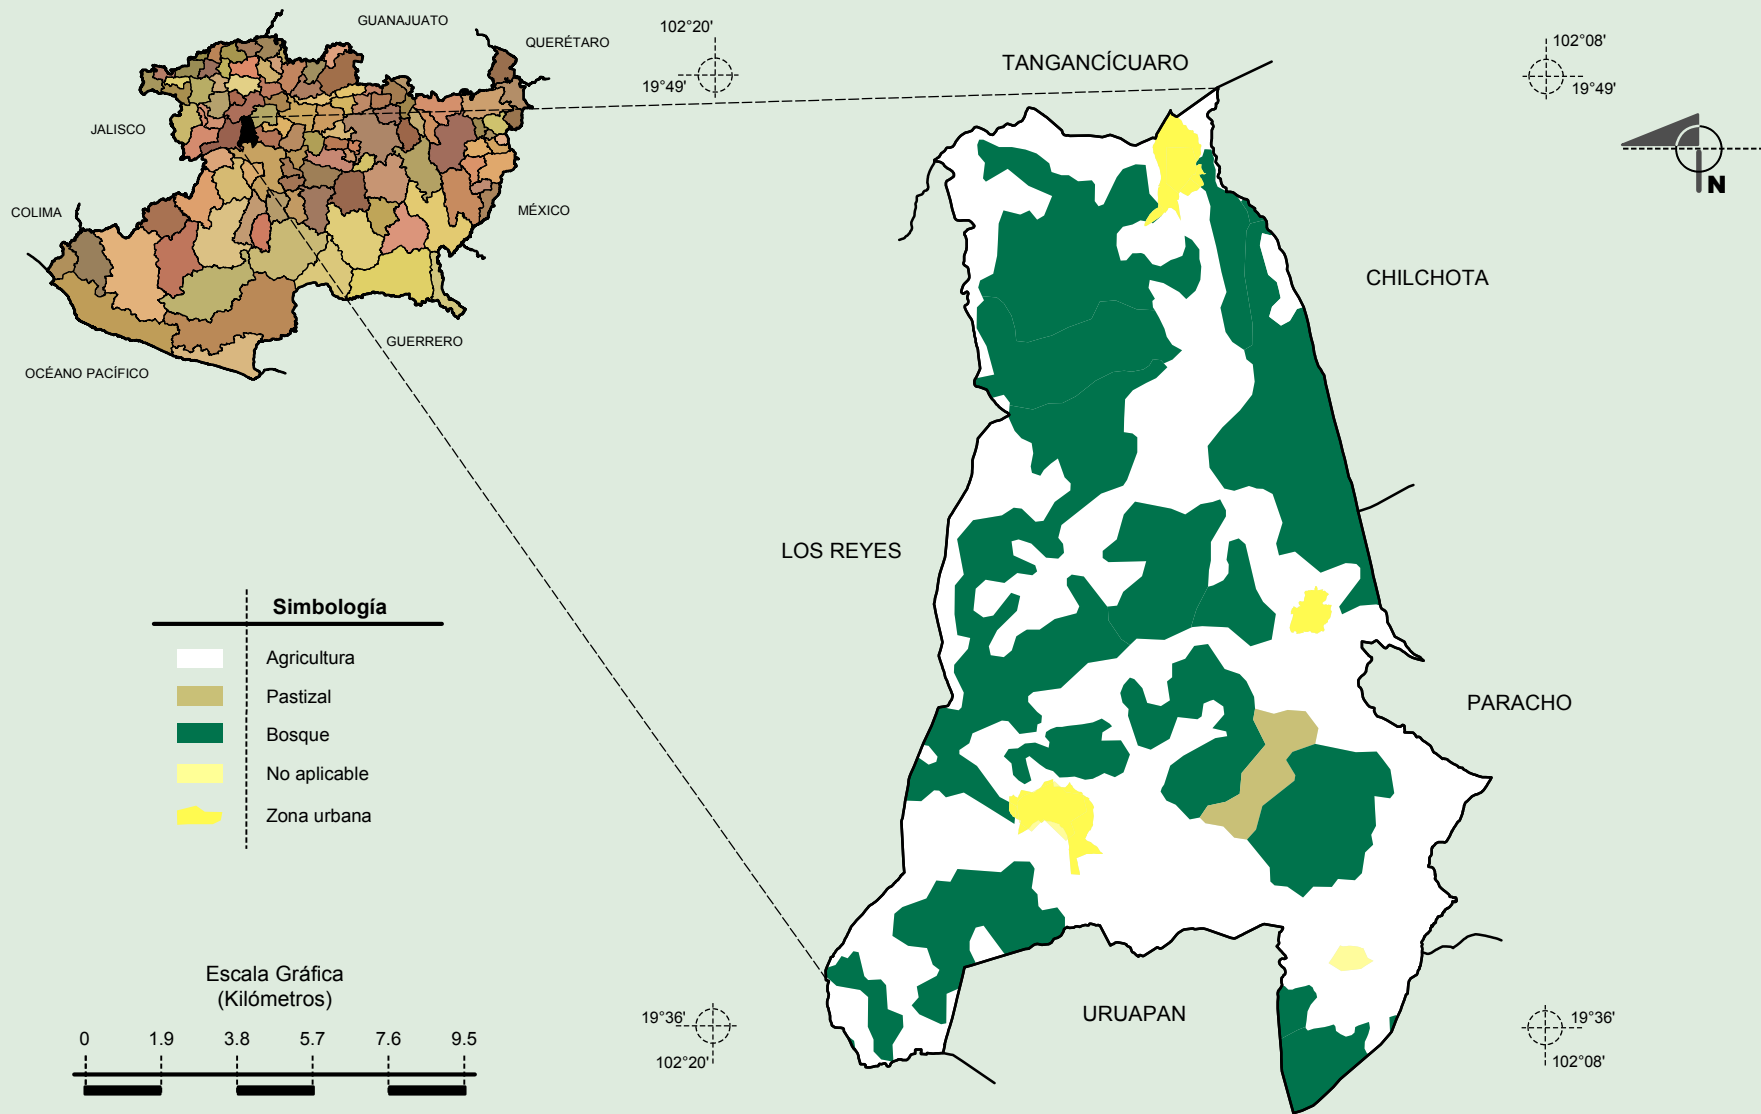 GUANAJUATO
QUERÉTARO
JALISCO
COLIMA
MÉXICO
GUERRERO
OCÉANO PACÍFICO
102°20'
19°49'
TANGANCÍCUARO
102°08'
19°49'
N
CHILCHOTA
LOS REYES
PARACHO
URUAPAN
Simbología
Agricultura
Pastizal
Bosque
No aplicable
Zona urbana
Escala Gráfica
(Kilómetros)
0 1.9 3.8 5.7 7.6 9.5
19°36'
102°20'
19°36'
102°08'